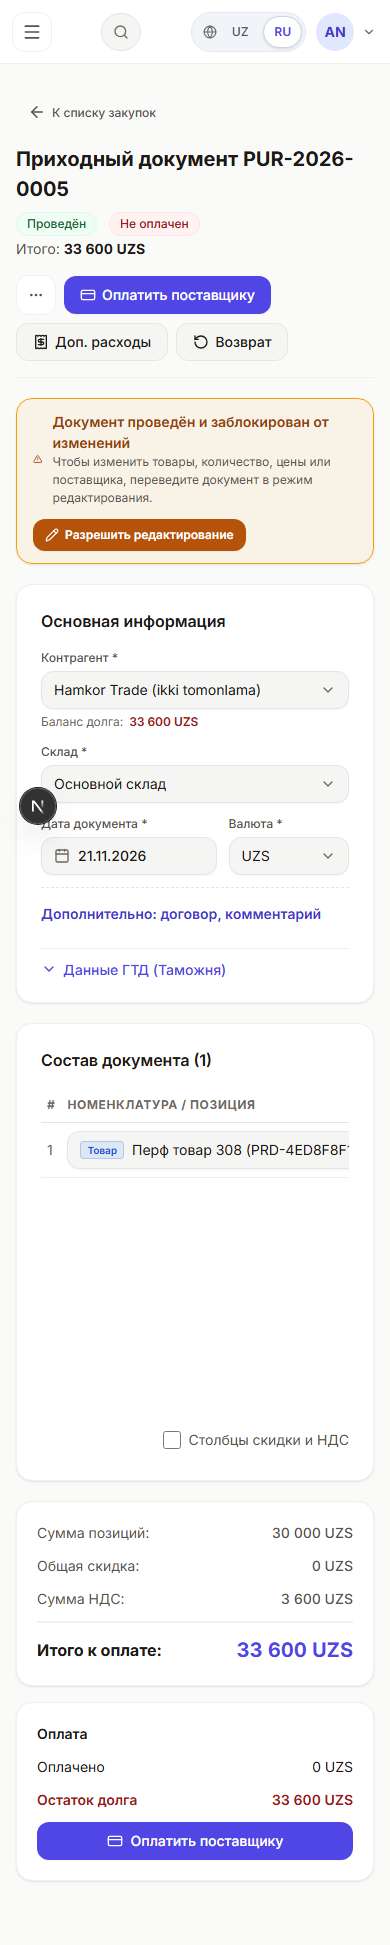 UZ
RU
AN
К списку закупок
Приходный документ PUR-2026-
0005
Проведён
Не оплачен
Итого: 33 600 UZS
Оплатить поставщику
Доп. расходы
Возврат
Документ проведён и заблокирован от
изменений
Чтобы изменить товары, количество, цены или
поставщика, переведите документ в режим
редактирования.
Разрешить редактирование
Основная информация
Контрагент *
Hamkor Trade (ikki tomonlama)
Баланс долга: 33 600 UZS
Склад *
Основной склад
Дата документа *
Валюта *
21.11.2026
UZS
Дополнительно: договор, комментарий
Данные ГТД (Таможня)
Состав документа (1)
# НОМЕНКЛАТУРА / ПОЗИЦИЯ
1 Товар Перф товар 308 (PRD-4ED8F8F
Столбцы скидки и НДС
Сумма позиций: 30 000 UZS
Общая скидка: 0 UZS
Сумма НДС: 3 600 UZS
Итого к оплате: 33 600 UZS
Оплата
Оплачено 0 UZS
Остаток долга 33 600 UZS
Оплатить поставщику